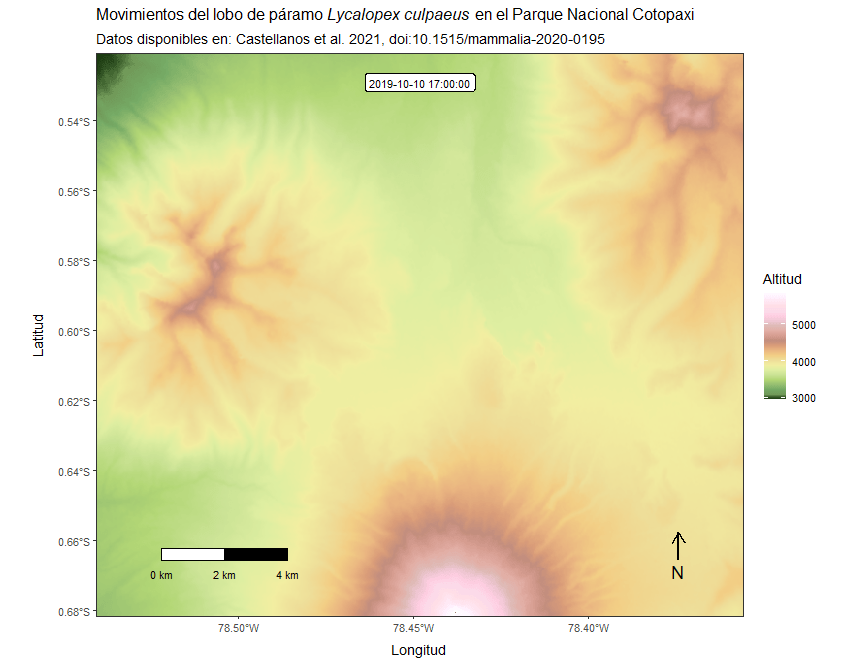 Movimientos del lobo de páramo Lycalopex culpaeus en el Parque Nacional Cotopaxi
Datos disponibles en: Castellanos et al. 2021, doi:10.1515/mammalia-2020-0195
2019-10-10 17:00:00
0.54°S
0.56°S
0.58°S
0.60°S
0.62°S
0.64°S
0.66°S
0.68°S
Latitud
Altitud
5000
4000
3000
0 km
2 km
4 km
N
78.50°W
78.45°W
78.40°W
Longitud